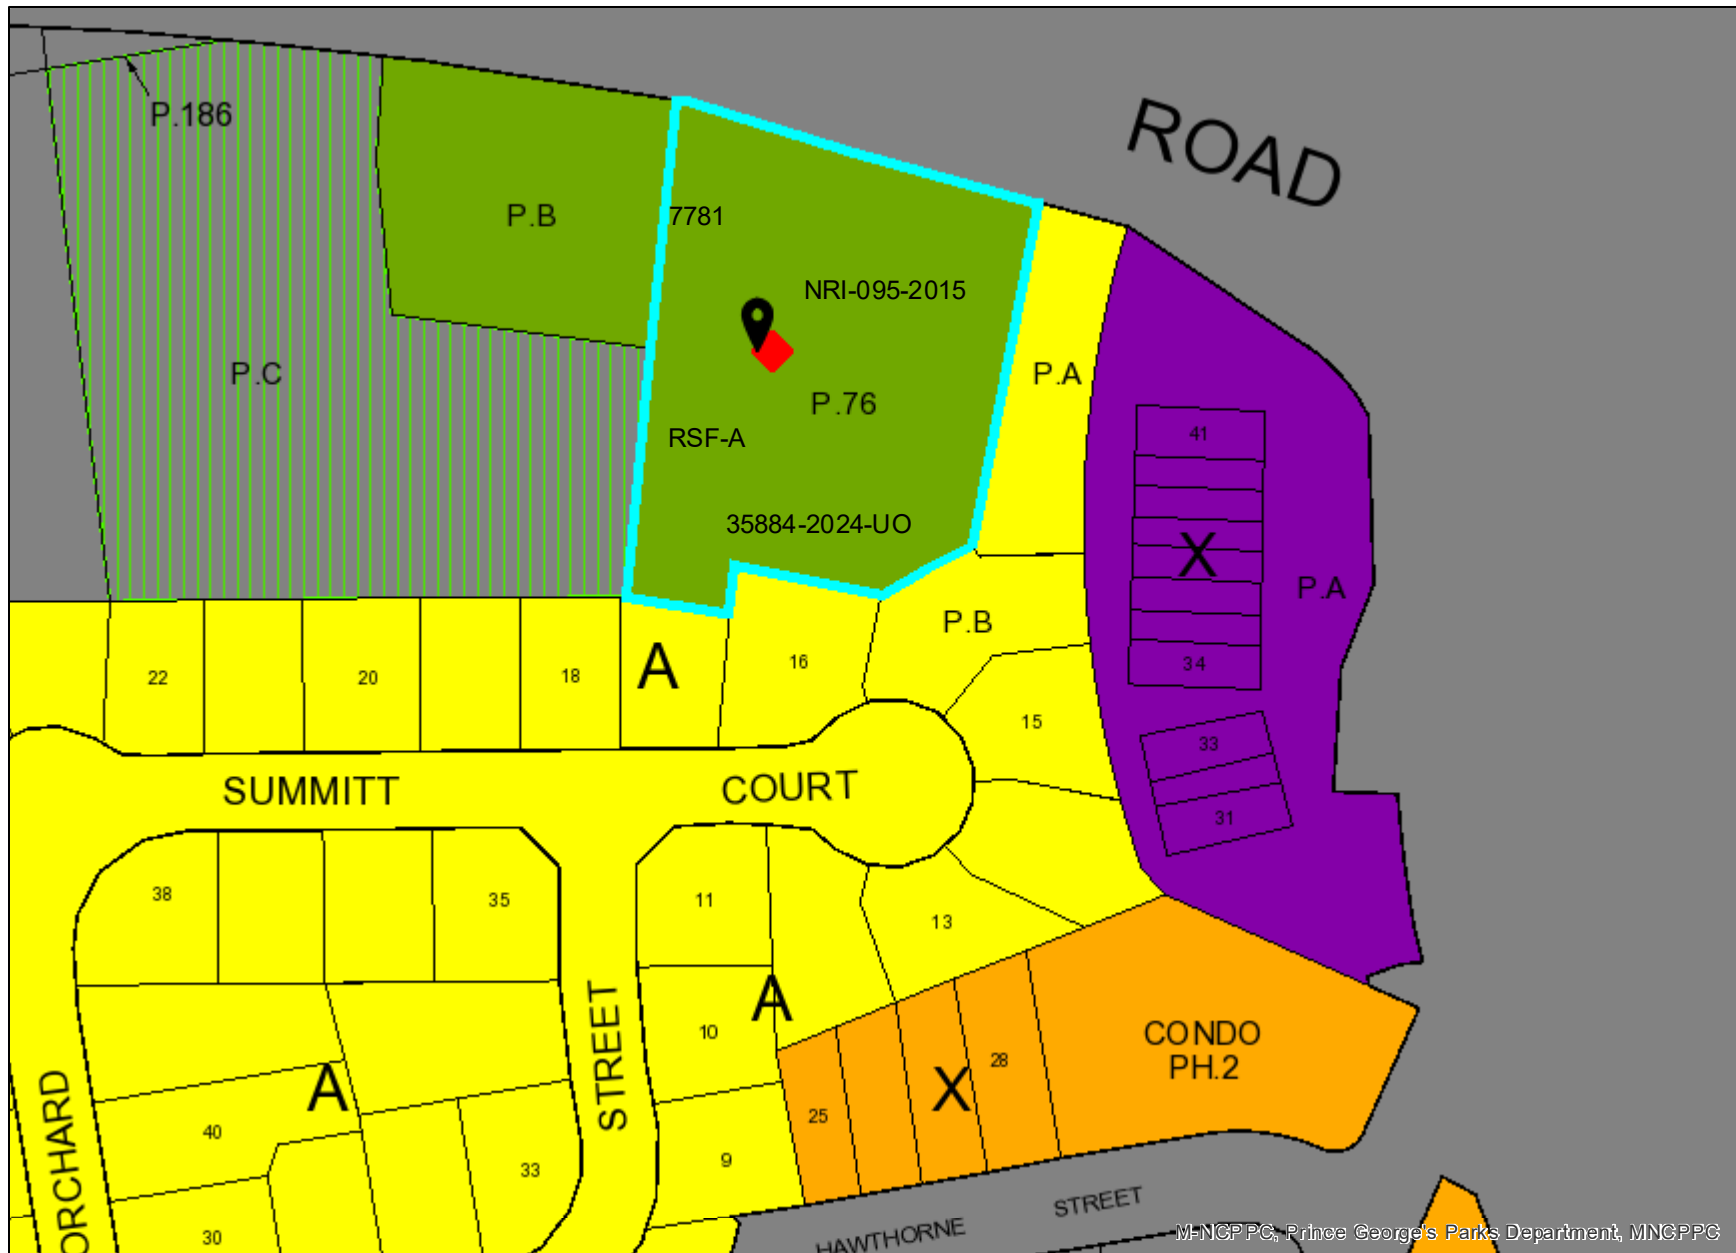 P.186
ROAD
P.B
7781
NRI-095-2015
P.C
P.A
P.76
41
RSF-A
35884-2024-UO
X
P.A
P.B
16
34
22
20
18
A
15
33
SUMMITT
COURT
31
38
35
11
13
A
10
CONDO
PH.2
28
X
STREET
A
25
40
9
33
ORCHARD
30
HAWTHORNE
STREET
M-NCPPC, Prince George's Parks Department, MNCPPC